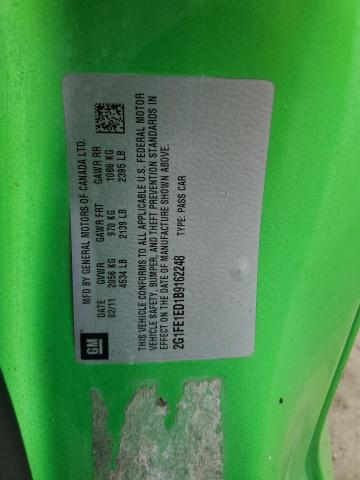 MFD BY GENERAL MOTORS OF CANADA LTD.
DATE GVWR GAWR FRT GAWR RR
02/11 2056 KG 970 KG 1086 KG
4534 LB 2139 LB 2395 LB
THIS VEHICLE CONFORMS TO ALL APPLICABLE U.S. FEDERAL MOTOR
VEHICLE SAFETY, BUMPER, AND THEFT PREVENTION STANDARDS IN
EFFECT ON THE DATE OF MANUFACTURE SHOWN ABOVE.
2G1FE1ED1B9162248 TYPE: PASS CAR
GM